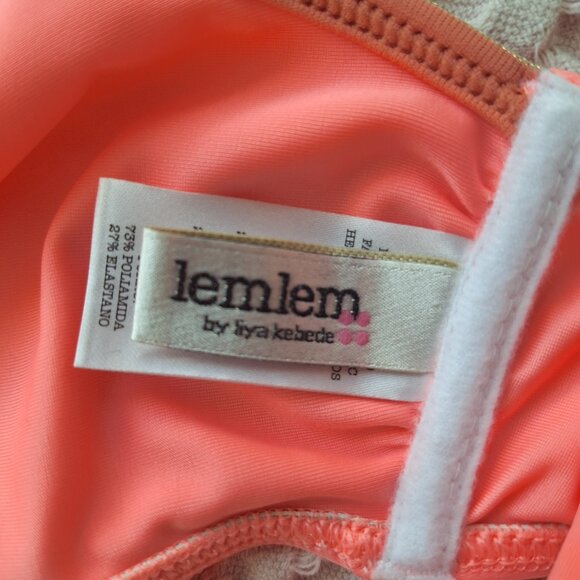 lemlem
by liya kebede
73% POLIAMIDA
27% ELASTANO